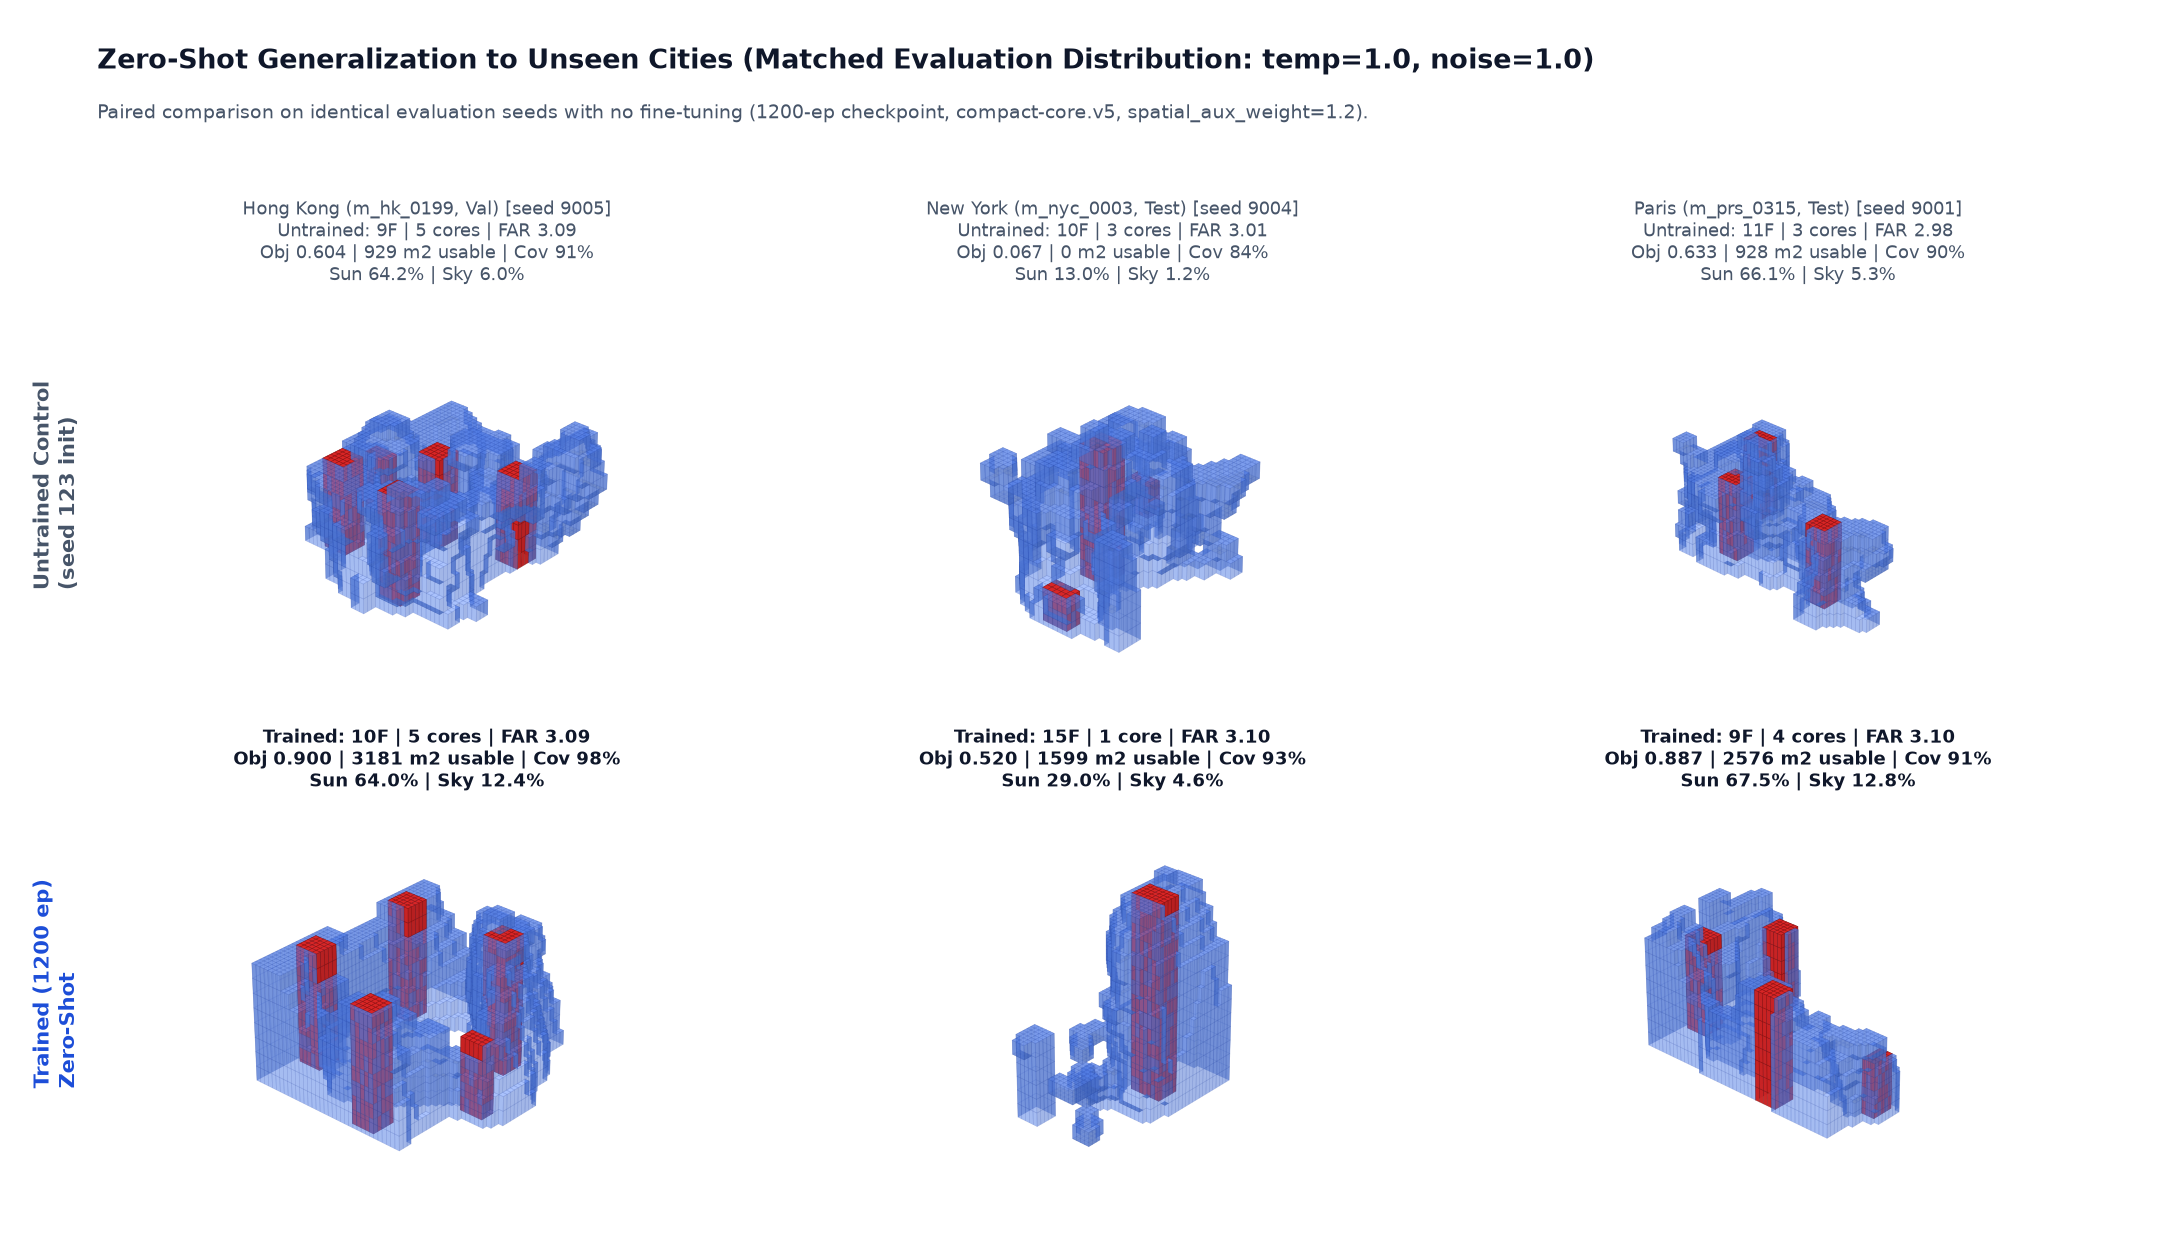 Zero-Shot Generalization to Unseen Cities (Matched Evaluation Distribution: temp=1.0, noise=1.0)
Paired comparison on identical evaluation seeds with no fine-tuning (1200-ep checkpoint, compact-core.v5, spatial_aux_weight=1.2).
Hong Kong (m_hk_0199, Val) [seed 9005]
Untrained: 9F | 5 cores | FAR 3.09
Obj 0.604 | 929 m2 usable | Cov 91%
Sun 64.2% | Sky 6.0%
New York (m_nyc_0003, Test) [seed 9004]
Untrained: 10F | 3 cores | FAR 3.01
Obj 0.067 | 0 m2 usable | Cov 84%
Sun 13.0% | Sky 1.2%
Paris (m_prs_0315, Test) [seed 9001]
Untrained: 11F | 3 cores | FAR 2.98
Obj 0.633 | 928 m2 usable | Cov 90%
Sun 66.1% | Sky 5.3%
Untrained Control
(seed 123 init)
Trained: 10F | 5 cores | FAR 3.09
Obj 0.900 | 3181 m2 usable | Cov 98%
Sun 64.0% | Sky 12.4%
Trained: 15F | 1 core | FAR 3.10
Obj 0.520 | 1599 m2 usable | Cov 93%
Sun 29.0% | Sky 4.6%
Trained: 9F | 4 cores | FAR 3.10
Obj 0.887 | 2576 m2 usable | Cov 91%
Sun 67.5% | Sky 12.8%
Trained (1200 ep)
Zero-Shot